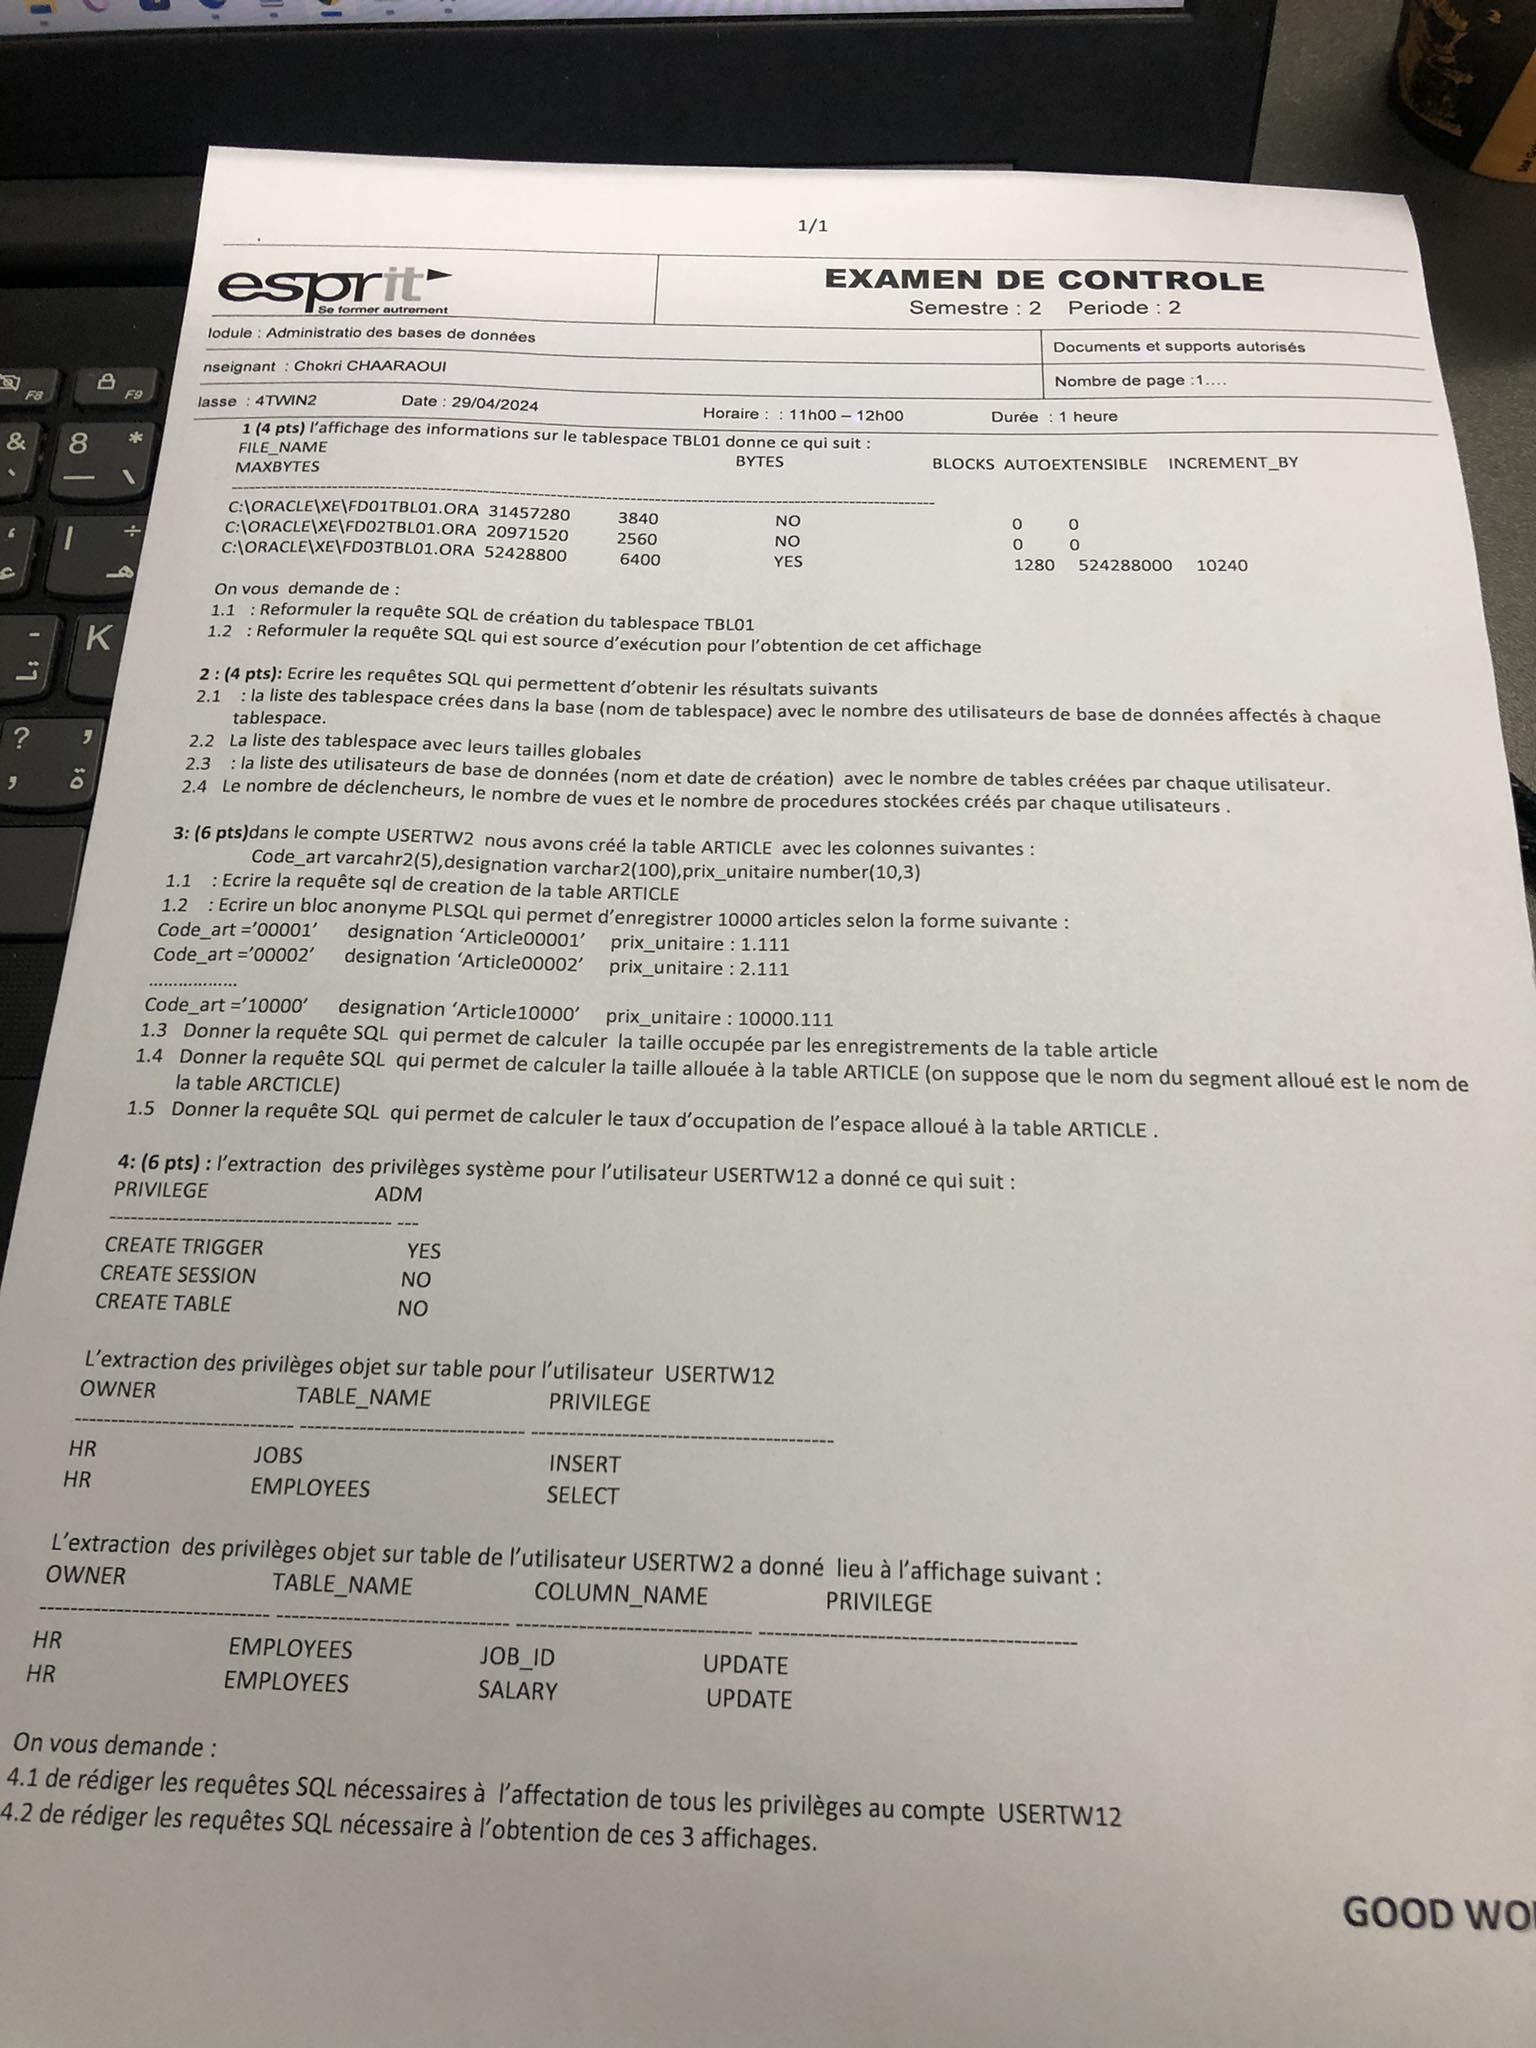 1/1
esprit
Se former autrement
EXAMEN DE CONTROLE
Semestre : 2 Periode : 2
lodule : Administratio des bases de données
Documents et supports autorisés
nseignant : Chokri CHAARAOUI
Nombre de page :1....
lasse : 4TWIN2 Date : 29/04/2024 Horaire : : 11h00 – 12h00 Durée : 1 heure
1 (4 pts) l'affichage des informations sur le tablespace TBL01 donne ce qui suit :
FILE_NAME BYTES BLOCKS AUTOEXTENSIBLE INCREMENT_BY
MAXBYTES
C:\ORACLE\XE\FD01TBL01.ORA 31457280 3840 NO 0 0
C:\ORACLE\XE\FD02TBL01.ORA 20971520 2560 NO 0 0
C:\ORACLE\XE\FD03TBL01.ORA 52428800 6400 YES 1280 524288000 10240
On vous demande de :
1.1 : Reformuler la requête SQL de création du tablespace TBL01
1.2 : Reformuler la requête SQL qui est source d'exécution pour l'obtention de cet affichage
2 : (4 pts): Ecrire les requêtes SQL qui permettent d'obtenir les résultats suivants
2.1 : la liste des tablespace crées dans la base (nom de tablespace) avec le nombre des utilisateurs de base de données affectés à chaque
tablespace.
2.2 La liste des tablespace avec leurs tailles globales
2.3 : la liste des utilisateurs de base de données (nom et date de création) avec le nombre de tables créées par chaque utilisateur.
2.4 Le nombre de déclencheurs, le nombre de vues et le nombre de procedures stockées créés par chaque utilisateurs .
3: (6 pts)dans le compte USERTW2 nous avons créé la table ARTICLE avec les colonnes suivantes :
Code_art varcahr2(5),designation varchar2(100),prix_unitaire number(10,3)
1.1 : Ecrire la requête sql de creation de la table ARTICLE
1.2 : Ecrire un bloc anonyme PLSQL qui permet d'enregistrer 10000 articles selon la forme suivante :
Code_art ='00001' designation 'Article00001' prix_unitaire : 1.111
Code_art ='00002' designation 'Article00002' prix_unitaire : 2.111
..................
Code_art ='10000' designation 'Article10000' prix_unitaire : 10000.111
1.3 Donner la requête SQL qui permet de calculer la taille occupée par les enregistrements de la table article
1.4 Donner la requête SQL qui permet de calculer la taille allouée à la table ARTICLE (on suppose que le nom du segment alloué est le nom de
la table ARCTICLE)
1.5 Donner la requête SQL qui permet de calculer le taux d'occupation de l'espace alloué à la table ARTICLE .
4: (6 pts) : l'extraction des privilèges système pour l'utilisateur USERTW12 a donné ce qui suit :
PRIVILEGE ADM
CREATE TRIGGER YES
CREATE SESSION NO
CREATE TABLE NO
L'extraction des privilèges objet sur table pour l'utilisateur USERTW12
OWNER TABLE_NAME PRIVILEGE
HR JOBS INSERT
HR EMPLOYEES SELECT
L'extraction des privilèges objet sur table de l'utilisateur USERTW2 a donné lieu à l'affichage suivant :
OWNER TABLE_NAME COLUMN_NAME PRIVILEGE
HR EMPLOYEES JOB_ID UPDATE
HR EMPLOYEES SALARY UPDATE
On vous demande :
4.1 de rédiger les requêtes SQL nécessaires à l'affectation de tous les privilèges au compte USERTW12
4.2 de rédiger les requêtes SQL nécessaire à l'obtention de ces 3 affichages.
GOOD WO
F8
F9
&
8
*
K
?